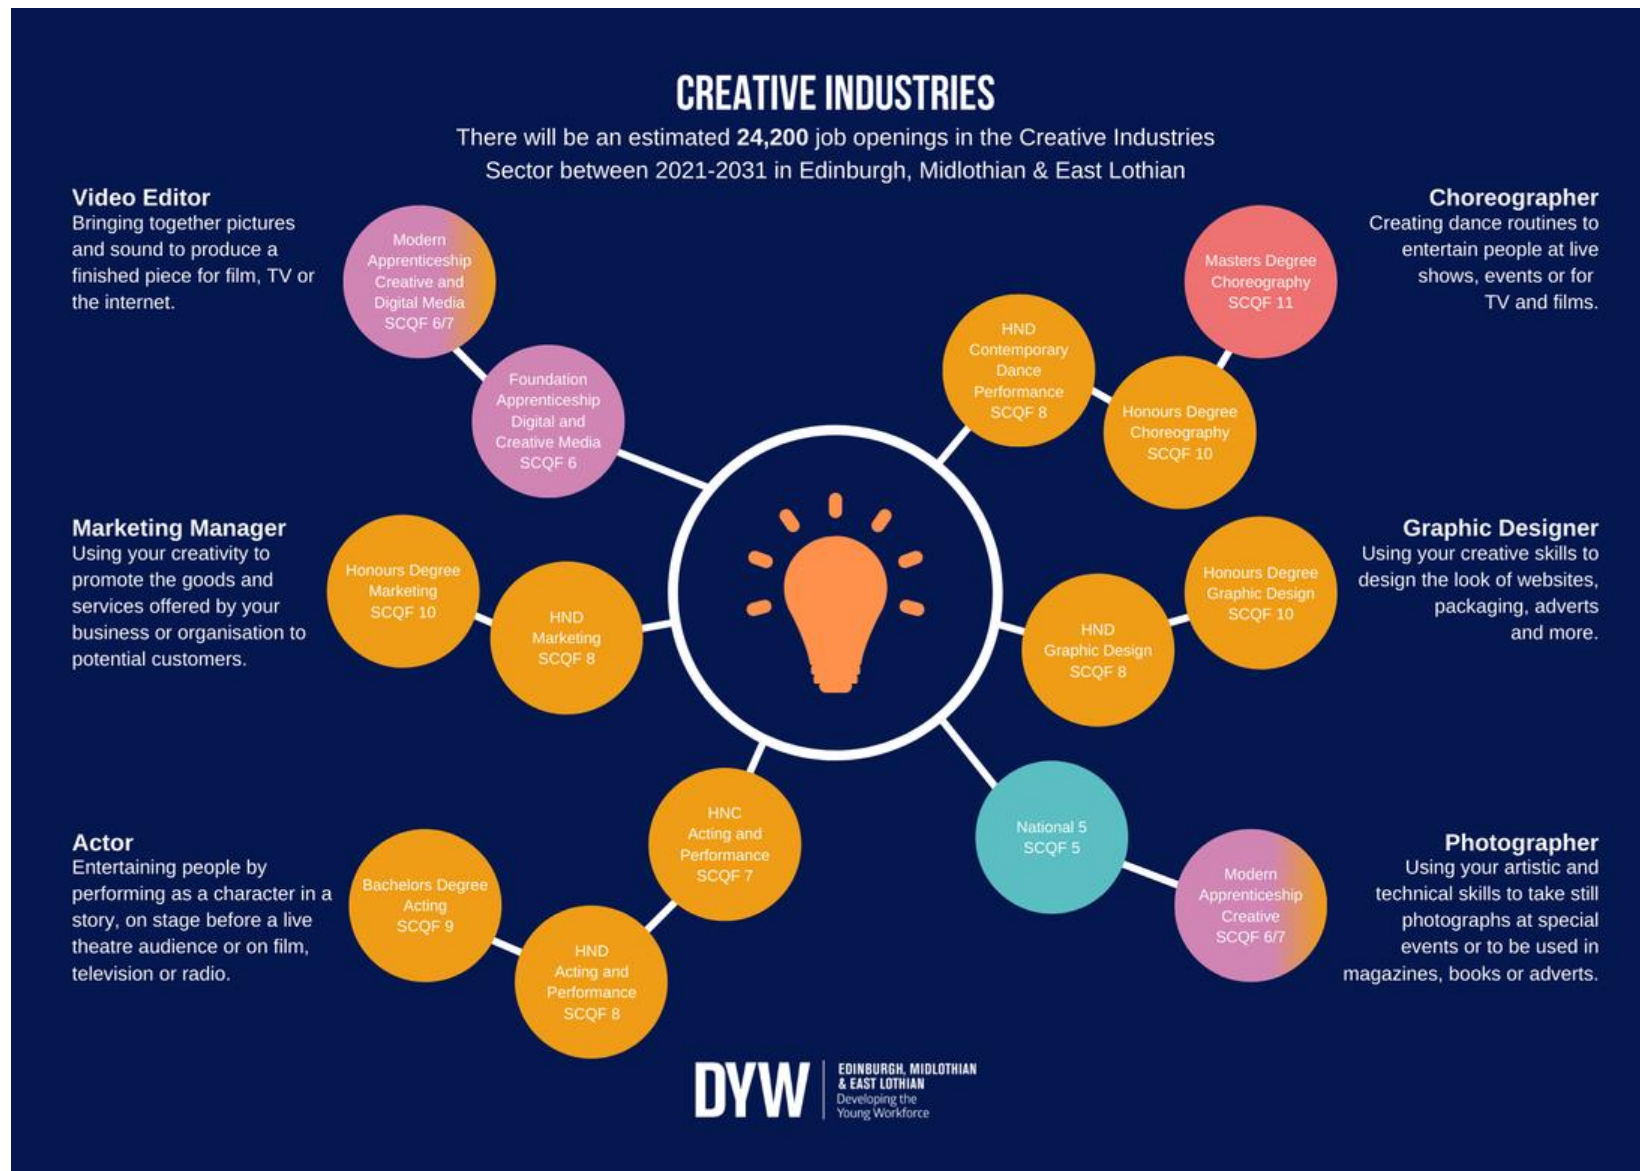 CREATIVE INDUSTRIES
There will be an estimated 24,200 job openings in the Creative Industries
Sector between 2021-2031 in Edinburgh, Midlothian & East Lothian
Video Editor
Bringing together pictures
and sound to produce a
finished piece for film, TV or
the internet.
Modern
Apprenticeship
Creative and
Digital Media
SCQF 6/7
Foundation
Apprenticeship
Digital and
Creative Media
SCQF 6
HND
Contemporary
Dance
Performance
SCQF 8
Honours Degree
Choreography
SCQF 10
Masters Degree
Choreography
SCQF 11
Choreographer
Creating dance routines to
entertain people at live
shows, events or for
TV and films.
Marketing Manager
Using your creativity to
promote the goods and
services offered by your
business or organisation to
potential customers.
Honours Degree
Marketing
SCQF 10
HND
Marketing
SCQF 8
HND
Graphic Design
SCQF 8
Honours Degree
Graphic Design
SCQF 10
Graphic Designer
Using your creative skills to
design the look of websites,
packaging, adverts
and more.
Actor
Entertaining people by
performing as a character in a
story, on stage before a live
theatre audience or on film,
television or radio.
Bachelors Degree
Acting
SCQF 9
HND
Acting and
Performance
SCQF 8
HNC
Acting and
Performance
SCQF 7
National 5
SCQF 5
Modern
Apprenticeship
Creative
SCQF 6/7
Photographer
Using your artistic and
technical skills to take still
photographs at special
events or to be used in
magazines, books or adverts.
DYW
EDINBURGH, MIDLOTHIAN
& EAST LOTHIAN
Developing the
Young Workforce